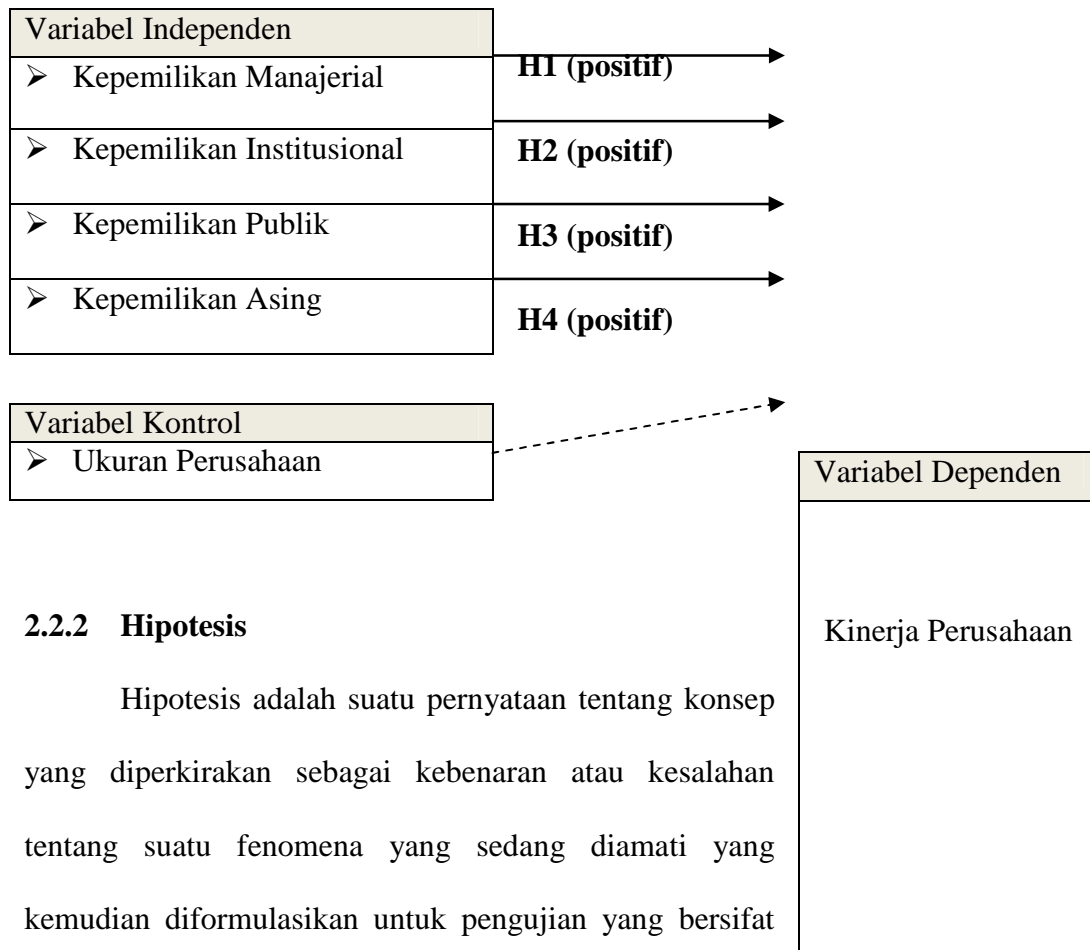 Variabel Independen
➢ Kepemilikan Manajerial
H1 (positif)
➢ Kepemilikan Institusional
H2 (positif)
➢ Kepemilikan Publik
H3 (positif)
➢ Kepemilikan Asing
H4 (positif)
Variabel Kontrol
➢ Ukuran Perusahaan
Variabel Dependen
Kinerja Perusahaan
2.2.2 Hipotesis
Hipotesis adalah suatu pernyataan tentang konsep
yang diperkirakan sebagai kebenaran atau kesalahan
tentang suatu fenomena yang sedang diamati yang
kemudian diformulasikan untuk pengujian yang bersifat